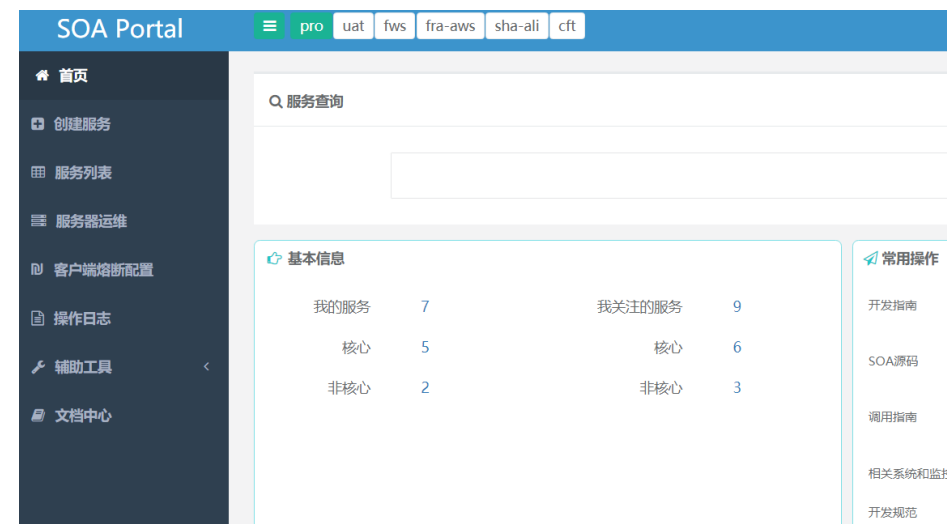 SOA Portal
pro uat fws fra-aws sha-ali cft
首页
创建服务
服务列表
服务器运维
客户端熔断配置
操作日志
辅助工具
文档中心
服务查询
基本信息
我的服务 7 我关注的服务 9
核心 5 核心 6
非核心 2 非核心 3
常用操作
开发指南
SOA源码
调用指南
相关系统和监控
开发规范